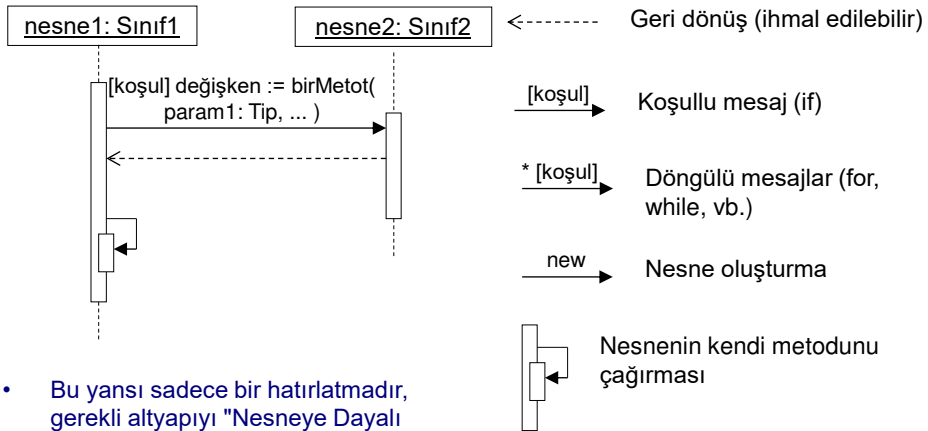 nesne1: Sınıf1
nesne2: Sınıf2
[koşul] değişken := birMetot(
param1: Tip, ... )
Geri dönüş (ihmal edilebilir)
[koşul]
Koşullu mesaj (if)
* [koşul]
Döngülü mesajlar (for,
while, vb.)
new
Nesne oluşturma
Nesnenin kendi metodunu
çağırması
• Bu yansı sadece bir hatırlatmadır,
gerekli altyapıyı "Nesneye Dayalı